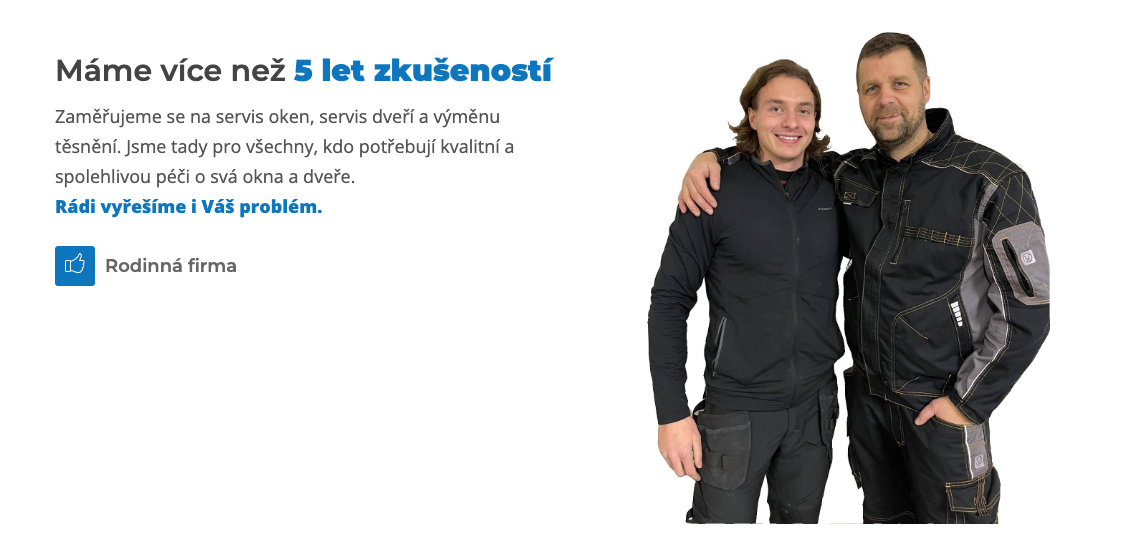 Máme více než 5 let zkušeností
Zaměřujeme se na servis oken, servis dveří a výměnu
těsnění. Jsme tady pro všechny, kdo potřebují kvalitní a
spolehlivou péči o svá okna a dveře.
Rádi vyřešíme i Váš problém.
Rodinná firma